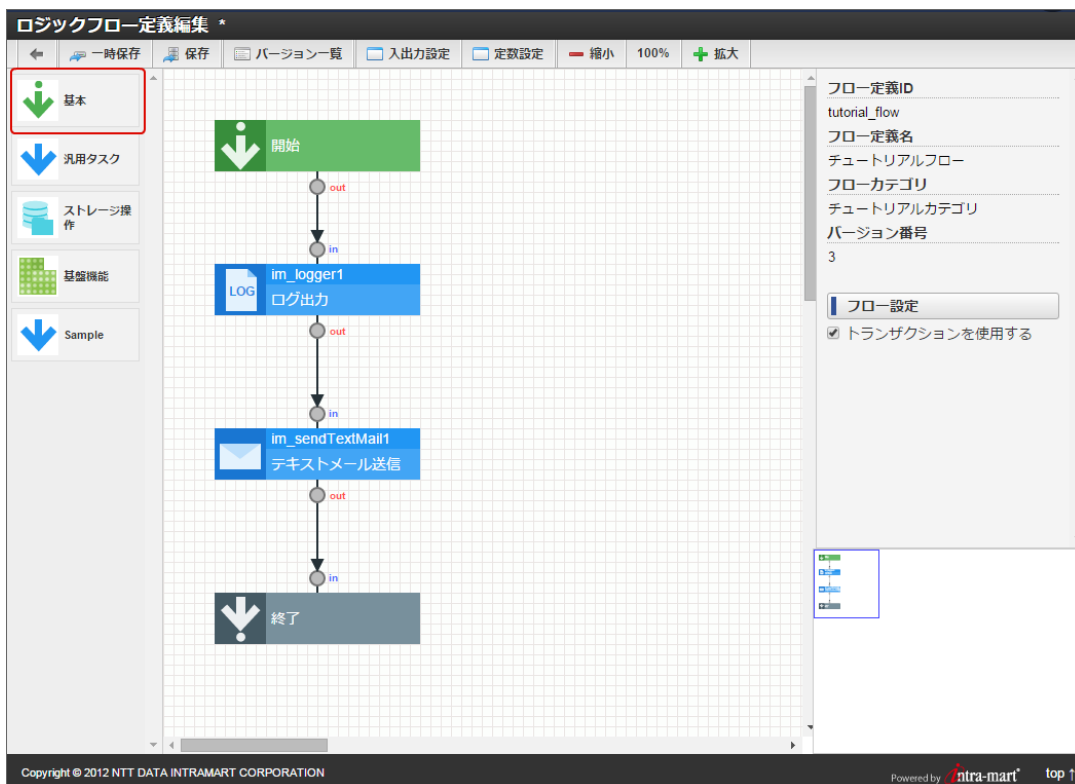 ロジックフロー定義編集 *
一時保存
保存
バージョン一覧
入出力設定
定数設定
縮小
100%
拡大
基本
汎用タスク
ストレージ操
作
基盤機能
Sample
開始
out
in
im_logger1
LOG
ログ出力
out
in
im_sendTextMail1
テキストメール送信
out
in
終了
フロー定義ID
tutorial_flow
フロー定義名
チュートリアルフロー
フローカテゴリ
チュートリアルカテゴリ
バージョン番号
3
フロー設定
トランザクションを使用する
Copyright © 2012 NTT DATA INTRAMART CORPORATION
Powered by intra-mart®
top ↑